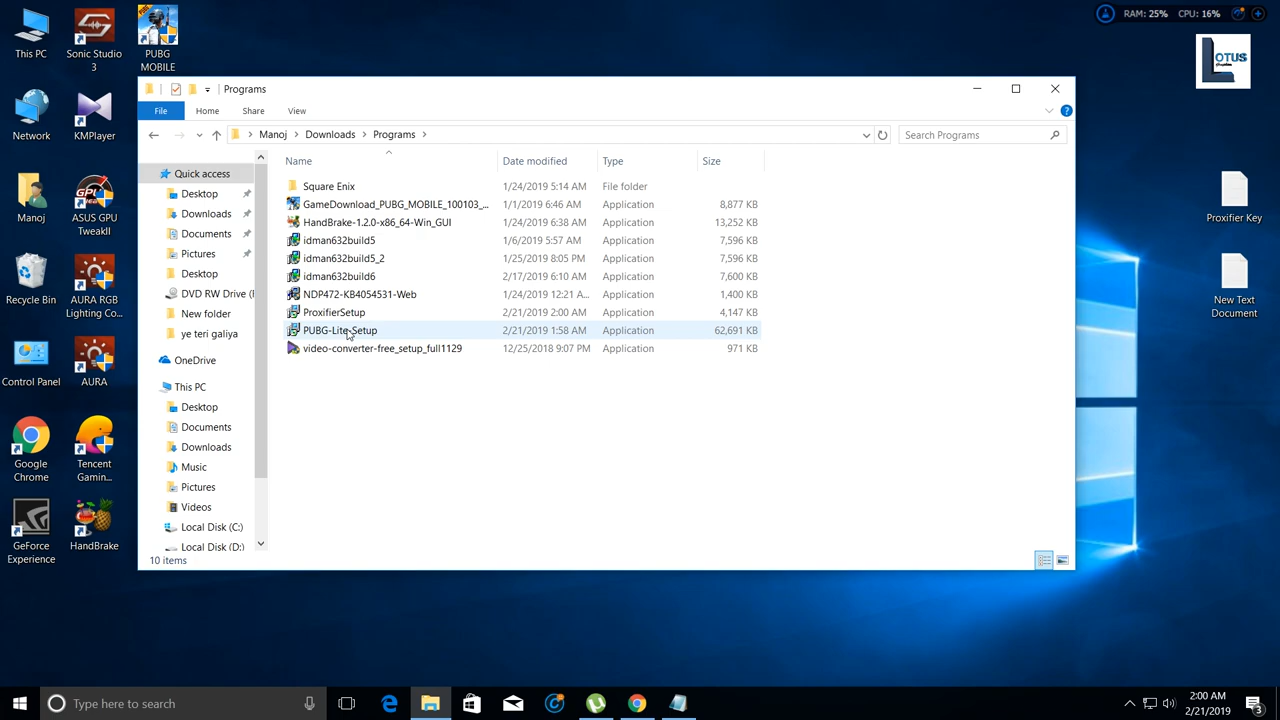 This PC
Sonic Studio 3
PUBG MOBILE
PUBG
RAM: 25% CPU: 16%
LOTUS
Network
KMPlayer
Manoj
ASUS GPU TweakII
Recycle Bin
AURA RGB Lighting Co...
Control Panel
AURA
Google Chrome
Tencent Gamin...
GeForce Experience
HandBrake
Proxifier Key
New Text Document
Programs
File Home Share View
Manoj > Downloads > Programs >
Search Programs
Quick access
Desktop
Downloads
Documents
Pictures
Desktop
DVD RW Drive (
New folder
ye teri galiya
OneDrive
This PC
Desktop
Documents
Downloads
Music
Pictures
Videos
Local Disk (C:)
Local Disk (D:)
Name Date modified Type Size
Square Enix 1/24/2019 5:14 AM File folder
GameDownload_PUBG_MOBILE_100103_... 1/1/2019 6:46 AM Application 8,877 KB
HandBrake-1.2.0-x86_64-Win_GUI 1/24/2019 6:38 AM Application 13,252 KB
idman632build5 1/6/2019 5:57 AM Application 7,596 KB
idman632build5_2 1/25/2019 8:05 PM Application 7,596 KB
idman632build6 2/17/2019 6:10 AM Application 7,600 KB
NDP472-KB4054531-Web 1/24/2019 12:21 A... Application 1,400 KB
ProxifierSetup 2/21/2019 2:00 AM Application 4,147 KB
PUBG-Lite-Setup 2/21/2019 1:58 AM Application 62,691 KB
video-converter-free_setup_full1129 12/25/2018 9:07 PM Application 971 KB
10 items
Type here to search
2:00 AM
2/21/2019
3